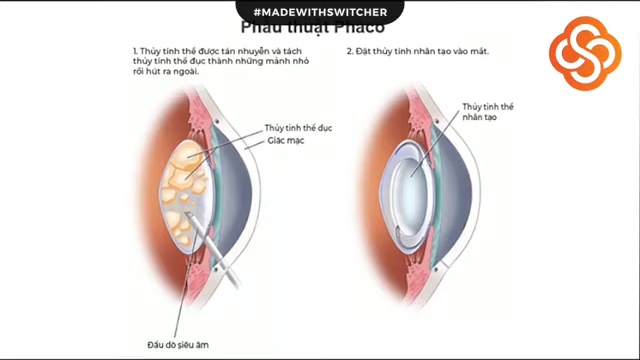 #MADEWITHSWITCHER
Phẫu thuật Phaco
1. Thủy tinh thể được tán nhuyễn và tách
thủy tinh thể đục thành những mảnh nhỏ
rồi hút ra ngoài.
2. Đặt thủy tinh nhân tạo vào mắt.
Thủy tinh thể đục
Giác mạc
Thủy tinh thể
nhân tạo
Đầu dò siêu âm